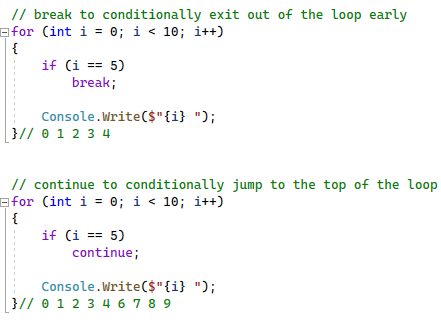 // break to conditionally exit out of the loop early
for (int i = 0; i < 10; i++)
{
    if (i == 5)
        break;
    Console.Write($"{i} ");
}// 0 1 2 3 4
// continue to conditionally jump to the top of the loop
for (int i = 0; i < 10; i++)
{
    if (i == 5)
        continue;
    Console.Write($"{i} ");
}// 0 1 2 3 4 6 7 8 9